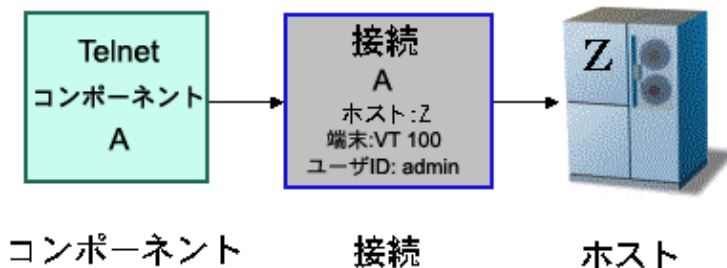 Telnet
コンポーネント
A
接続
A
ホスト:Z
端末:VT 100
ユーザID: admin
Z
コンポーネント
接続
ホスト